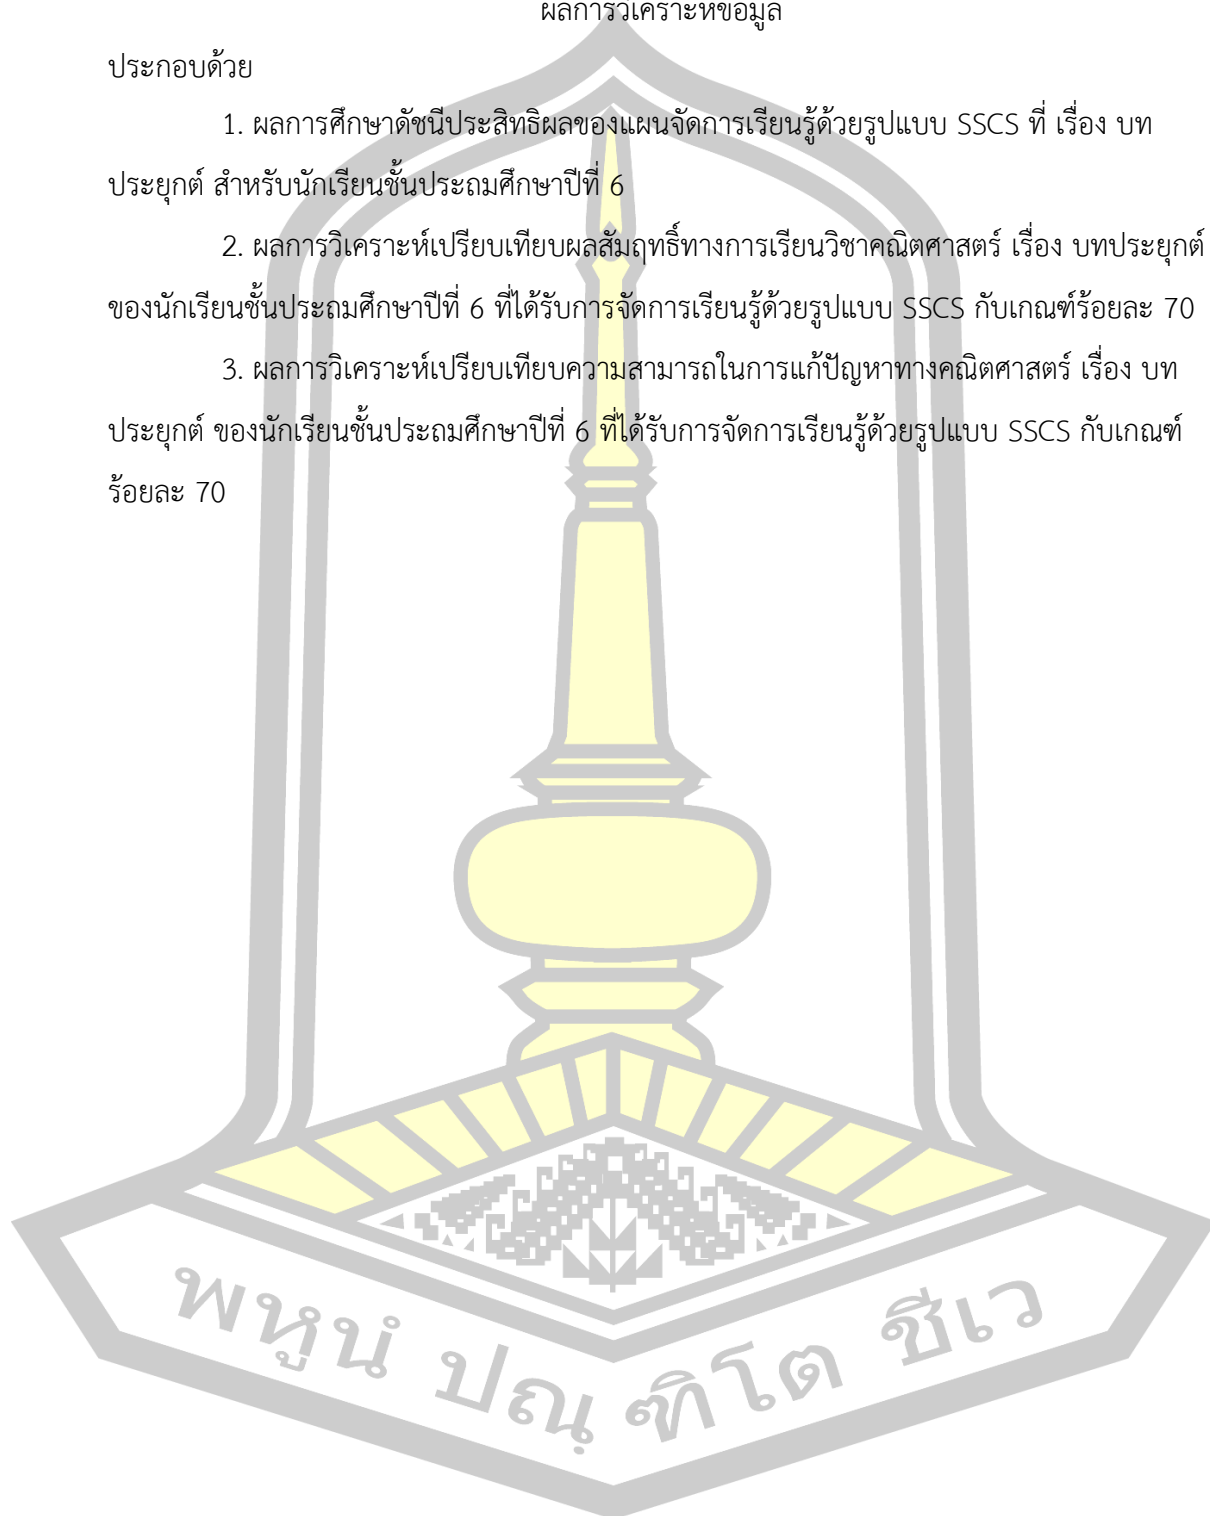 ผลการวิเคราะห์ข้อมูล
ประกอบด้วย
1. ผลการศึกษาดัชนีประสิทธิผลของแผนจัดการเรียนรู้ด้วยรูปแบบ SSCS ที่ เรื่อง บท
ประยุกต์ สำหรับนักเรียนชั้นประถมศึกษาปีที่ 6
2. ผลการวิเคราะห์เปรียบเทียบผลสัมฤทธิ์ทางการเรียนวิชาคณิตศาสตร์ เรื่อง บทประยุกต์
ของนักเรียนชั้นประถมศึกษาปีที่ 6 ที่ได้รับการจัดการเรียนรู้ด้วยรูปแบบ SSCS กับเกณฑ์ร้อยละ 70
3. ผลการวิเคราะห์เปรียบเทียบความสามารถในการแก้ปัญหาทางคณิตศาสตร์ เรื่อง บท
ประยุกต์ ของนักเรียนชั้นประถมศึกษาปีที่ 6 ที่ได้รับการจัดการเรียนรู้ด้วยรูปแบบ SSCS กับเกณฑ์
ร้อยละ 70
พหูนํ ปณฺฑิโต ชีเว